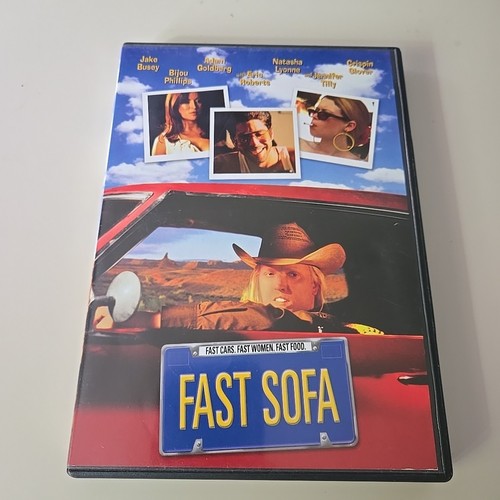 Jake Busey
Bijou Phillips
Adam Goldberg
Eric Roberts
Natasha Lyonne
Jennifer Tilly
Crispin Glover
FAST CARS. FAST WOMEN. FAST FOOD.
FAST SOFA